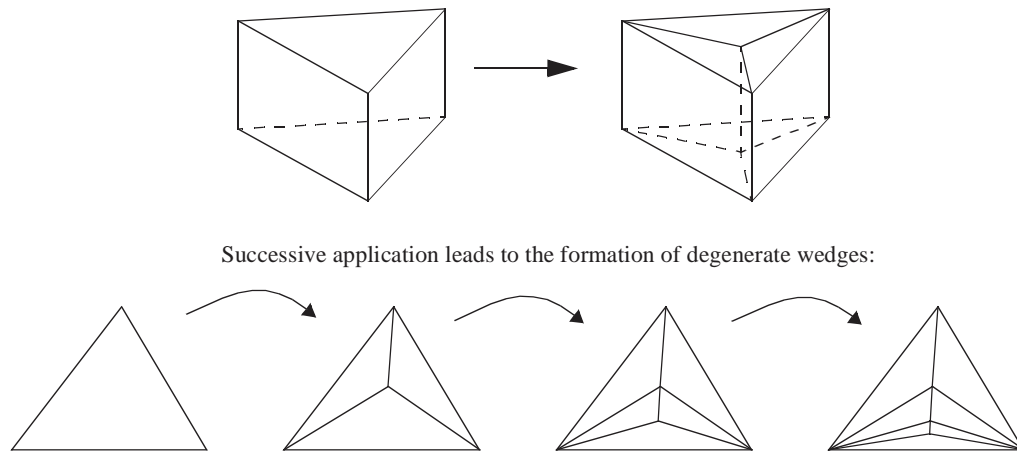 Successive application leads to the formation of degenerate wedges: